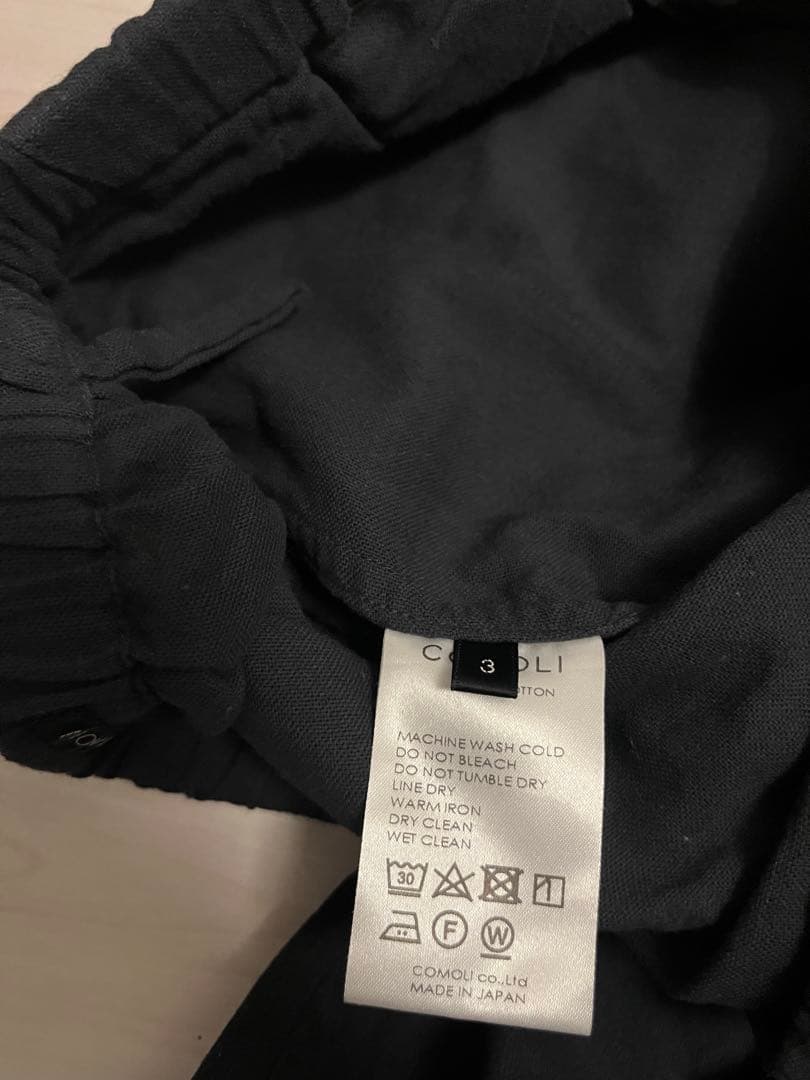 3
MACHINE WASH COLD
DO NOT BLEACH
DO NOT TUMBLE DRY
LINE DRY
WARM IRON
DRY CLEAN
WET CLEAN
30
F W
COMOLI co.,Ltd
MADE IN JAPAN